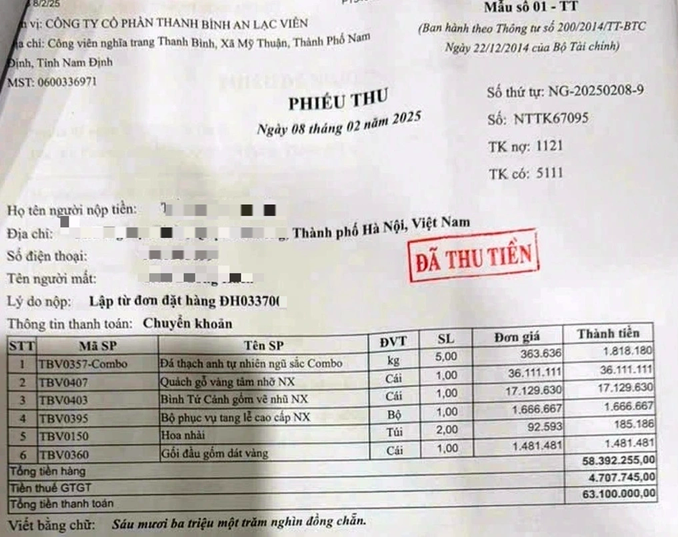 8/2/25
vị: CÔNG TY CỔ PHẦN THANH BÌNH AN LẠC VIÊN
chỉ: Công viên nghĩa trang Thanh Bình, Xã Mỹ Thuận, Thành Phố Nam
Định, Tỉnh Nam Định
MST: 0600336971
Mẫu số 01 - TT
(Ban hành theo Thông tư số 200/2014/TT-BTC
Ngày 22/12/2014 của Bộ Tài chính)
PHIẾU THU
Ngày 08 tháng 02 năm 2025
Số thứ tự: NG-20250208-9
Số: NTTK67095
TK nợ: 1121
TK có: 5111
Họ tên người nộp tiền:
Địa chỉ: Thành phố Hà Nội, Việt Nam
Số điện thoại:
Tên người mất:
ĐÃ THU TIỀN
Lý do nộp: Lập từ đơn đặt hàng ĐH033700
Thông tin thanh toán: Chuyển khoản
STT Mã SP Tên SP ĐVT SL Đơn giá Thành tiền
1 TBV0357-Combo Đá thạch anh tự nhiên ngũ sắc Combo kg 5,00 363.636 1.818.180
2 TBV0407 Quách gỗ vàng tâm nhỡ NX Cái 1,00 36.111.111 36.111.111
3 TBV0403 Bình Tứ Cảnh gốm vẽ nhũ NX Cái 1,00 17.129.630 17.129.630
4 TBV0395 Bộ phục vụ tang lễ cao cấp NX Bộ 1,00 1.666.667 1.666.667
5 TBV0150 Hoa nhài Túi 2,00 92.593 185.186
6 TBV0360 Gối đầu gốm dát vàng Cái 1,00 1.481.481 1.481.481
Tổng tiền hàng 58.392.255,00
Tiền thuế GTGT 4.707.745,00
Tổng tiền thanh toán 63.100.000,00
Viết bằng chữ: Sáu mươi ba triệu một trăm nghìn đồng chẵn.